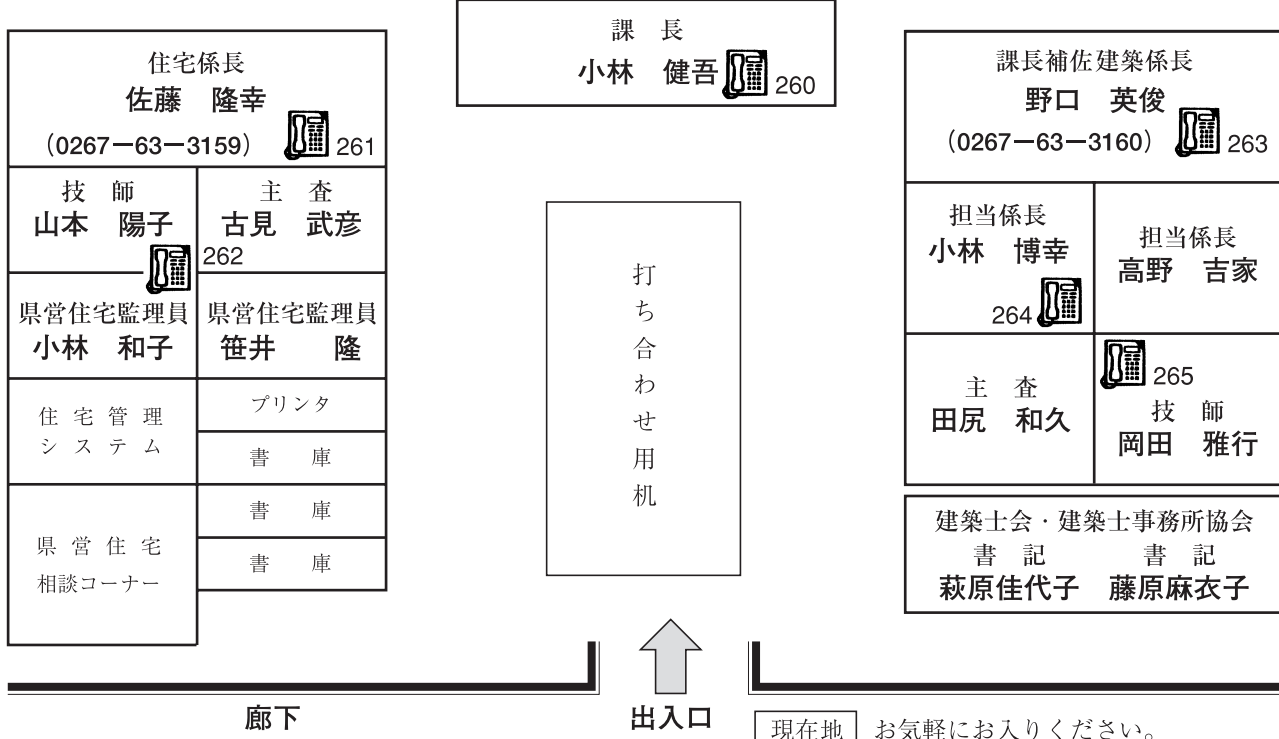 課　長
小林　健吾　260
住宅係長
佐藤　隆幸
(0267－63－3159)　261
技　師
山本　陽子
主　査
古見　武彦
262
県営住宅監理員
小林　和子
県営住宅監理員
笹井　　隆
住宅管理
システム
プリンタ
書　庫
書　庫
書　庫
県営住宅
相談コーナー
打ち合わせ用机
課長補佐建築係長
野口　英俊
(0267－63－3160)　263
担当係長
小林　博幸
264
担当係長
高野　吉家
主　査
田尻　和久
265
技　師
岡田　雅行
建築士会・建築士事務所協会
書　記　　書　記
萩原佳代子　藤原麻衣子
廊下
出入口
現在地　お気軽にお入りください。